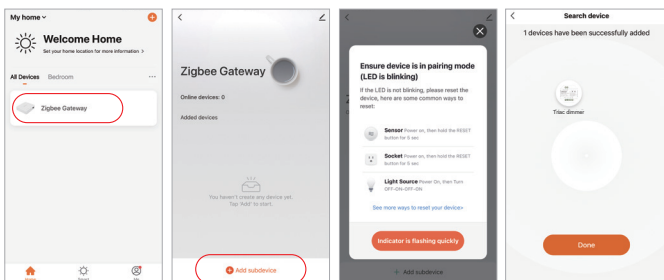 My home
Welcome Home
Set your home location for more information >
All Devices
Bedroom
Zigbee Gateway
Home
Smart
Me
Zigbee Gateway
Online devices: 0
Added devices
You haven't create any device yet.
Tap 'Add' to start.
Add subdevice
Ensure device is in pairing mode
(LED is blinking)
If the LED is not blinking, please reset the
device, here are some common ways to
reset:
Sensor Power on, then hold the RESET
button for 5 sec
Socket Power on, then hold the RESET
button for 5 sec
Light Source Power On, then Turn
OFF-ON-OFF-ON
See more ways to reset your device>
Indicator is flashing quickly
Add subdevice
Search device
1 devices have been successfully added
Triac dimmer
Done